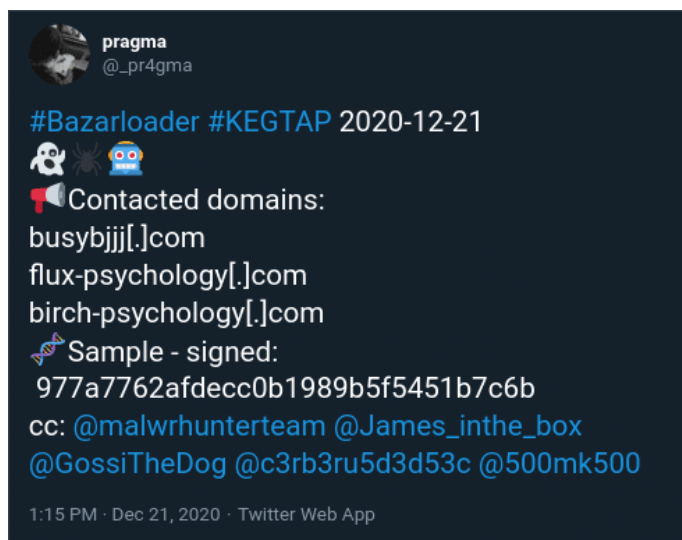 pragma
@_pr4gma
#Bazarloader #KEGTAP 2020-12-21
👻🕷️🤖
📢Contacted domains:
busybjjj[.]com
flux-psychology[.]com
birch-psychology[.]com
🧬Sample - signed:
977a7762afdecc0b1989b5f5451b7c6b
cc: @malwrhunterteam @James_inthe_box
@GossiTheDog @c3rb3ru5d3d53c @500mk500
1:15 PM · Dec 21, 2020 · Twitter Web App